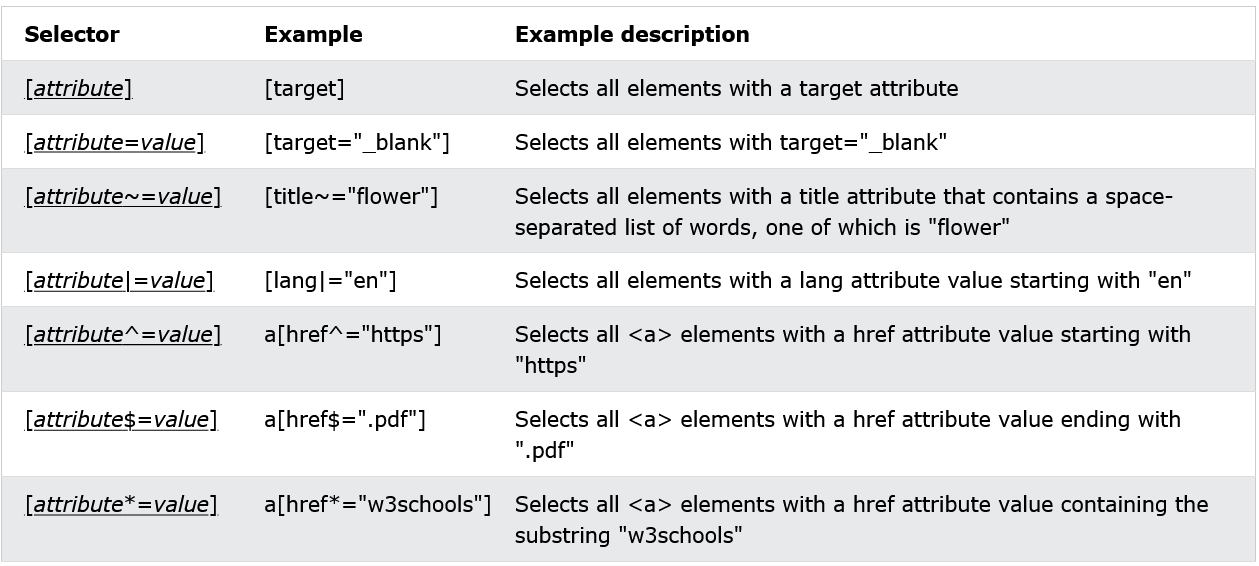 Selector Example Example description
[attribute] [target] Selects all elements with a target attribute
[attribute=value] [target="_blank"] Selects all elements with target="_blank"
[attribute~=value] [title~="flower"] Selects all elements with a title attribute that contains a space-
separated list of words, one of which is "flower"
[attribute|=value] [lang|="en"] Selects all elements with a lang attribute value starting with "en"
[attribute^=value] a[href^="https"] Selects all <a> elements with a href attribute value starting with
"https"
[attribute$=value] a[href$=".pdf"] Selects all <a> elements with a href attribute value ending with
".pdf"
[attribute*=value] a[href*="w3schools"] Selects all <a> elements with a href attribute value containing the
substring "w3schools"